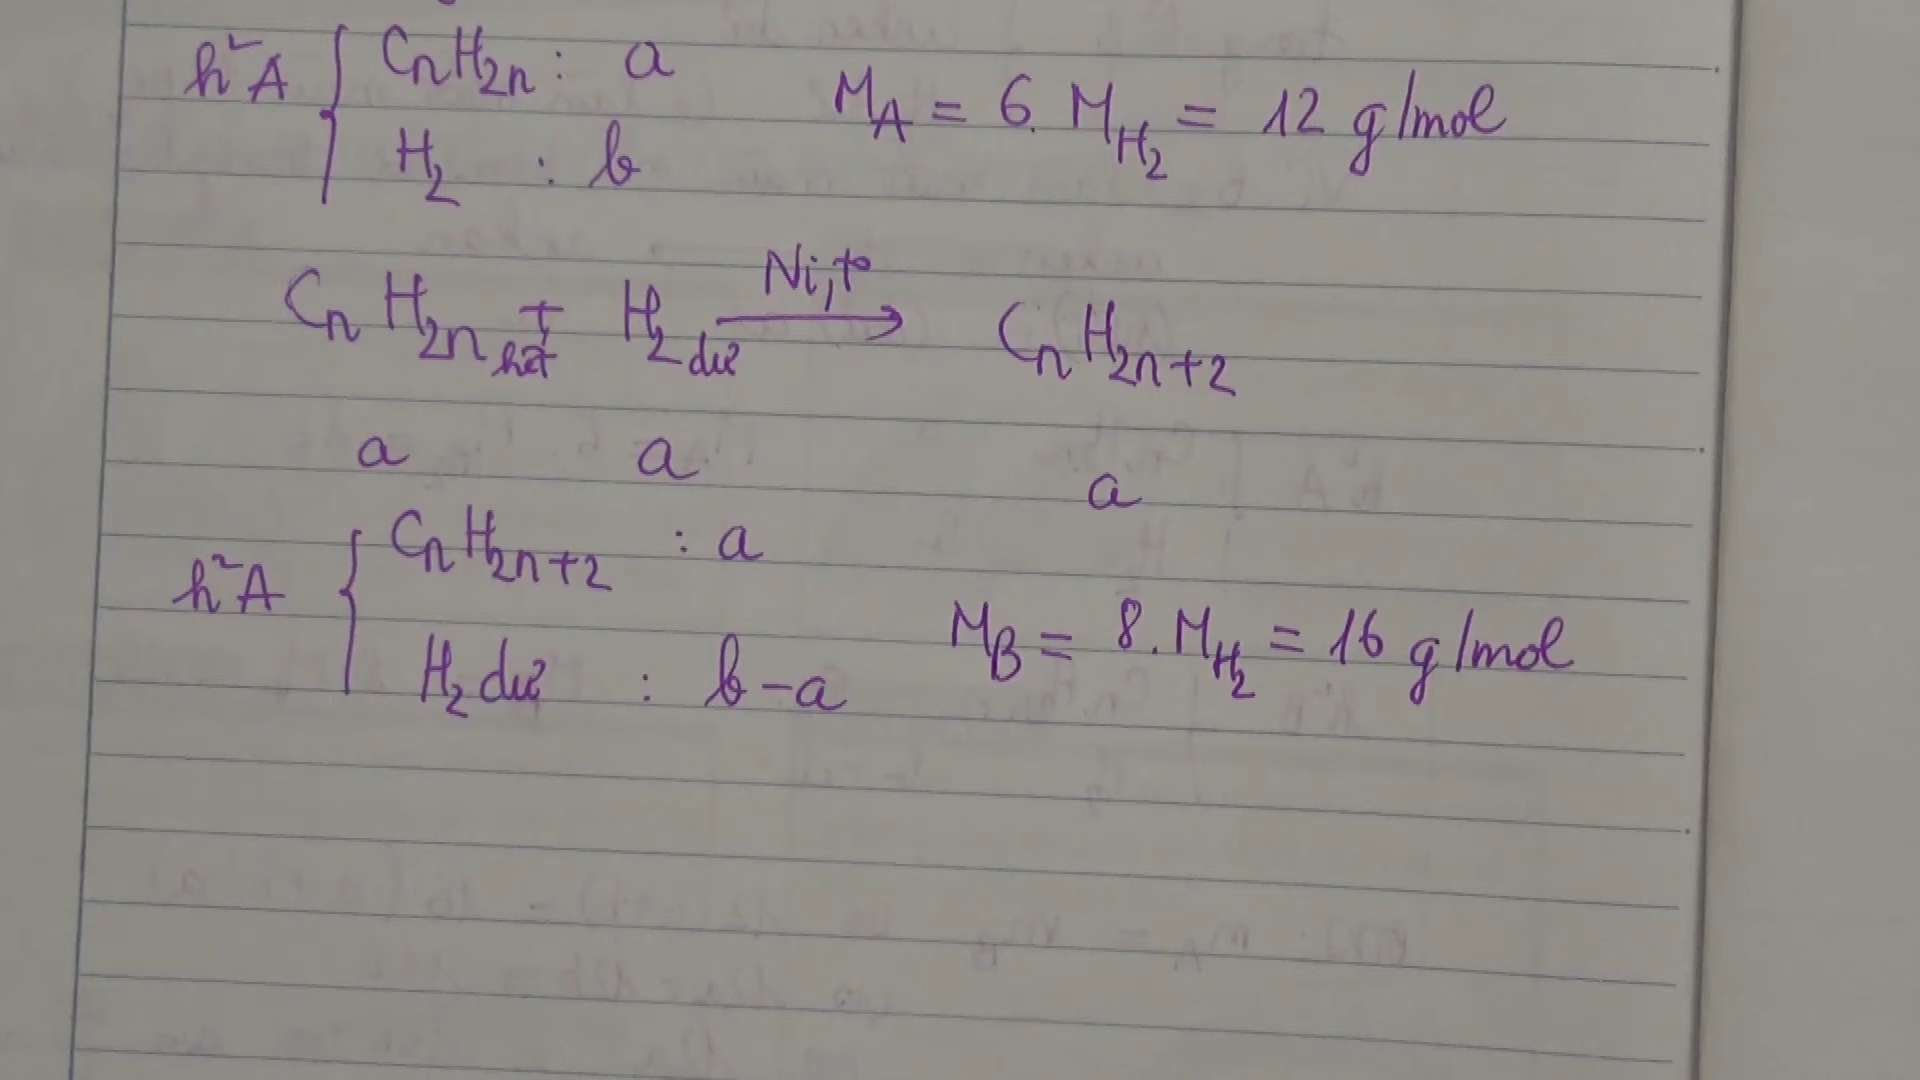 h²A { CnH2n : a MA = 6. MH2 = 12 g/mol
H2 : b
CnH2n hết + H2 dư Ni, t° → CnH2n+2
a a a
h²A { CnH2n+2 : a
H2 dư : b-a MB = 8. MH2 = 16 g/mol